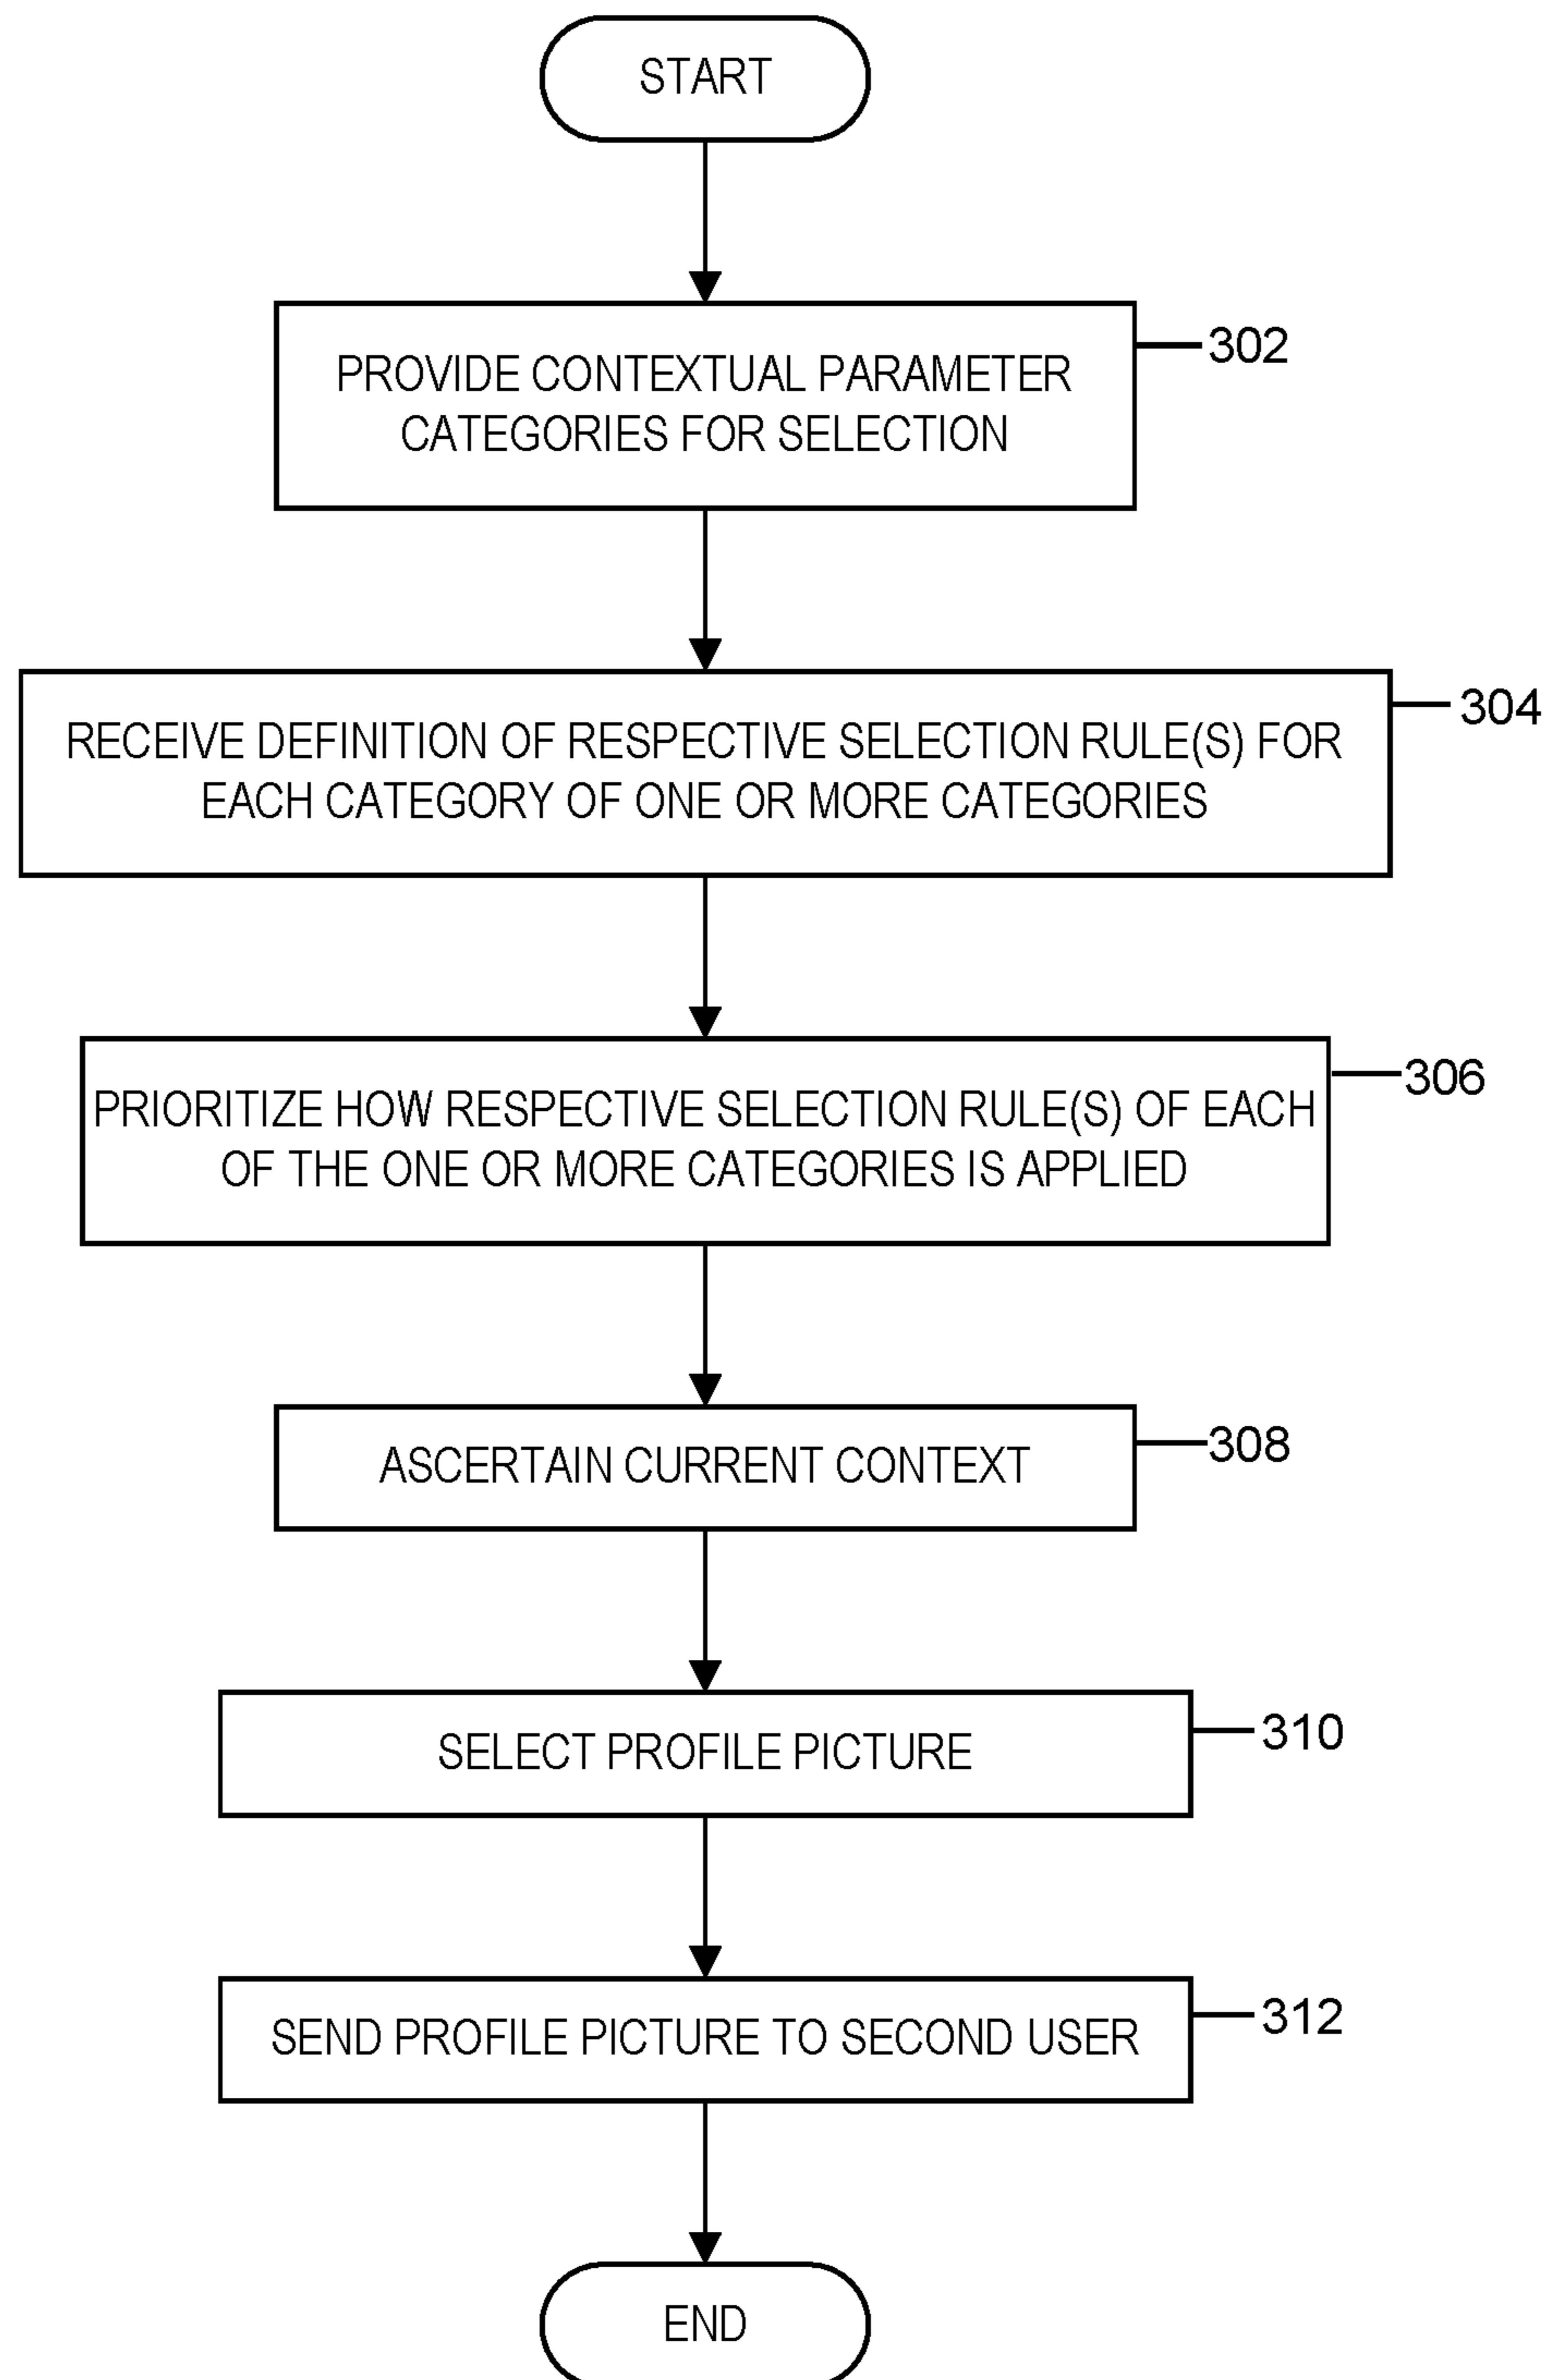 START
PROVIDE CONTEXTUAL PARAMETER
CATEGORIES FOR SELECTION
302
RECEIVE DEFINITION OF RESPECTIVE SELECTION RULE(S) FOR
EACH CATEGORY OF ONE OR MORE CATEGORIES
304
PRIORITIZE HOW RESPECTIVE SELECTION RULE(S) OF EACH
OF THE ONE OR MORE CATEGORIES IS APPLIED
306
ASCERTAIN CURRENT CONTEXT
308
SELECT PROFILE PICTURE
310
SEND PROFILE PICTURE TO SECOND USER
312
END